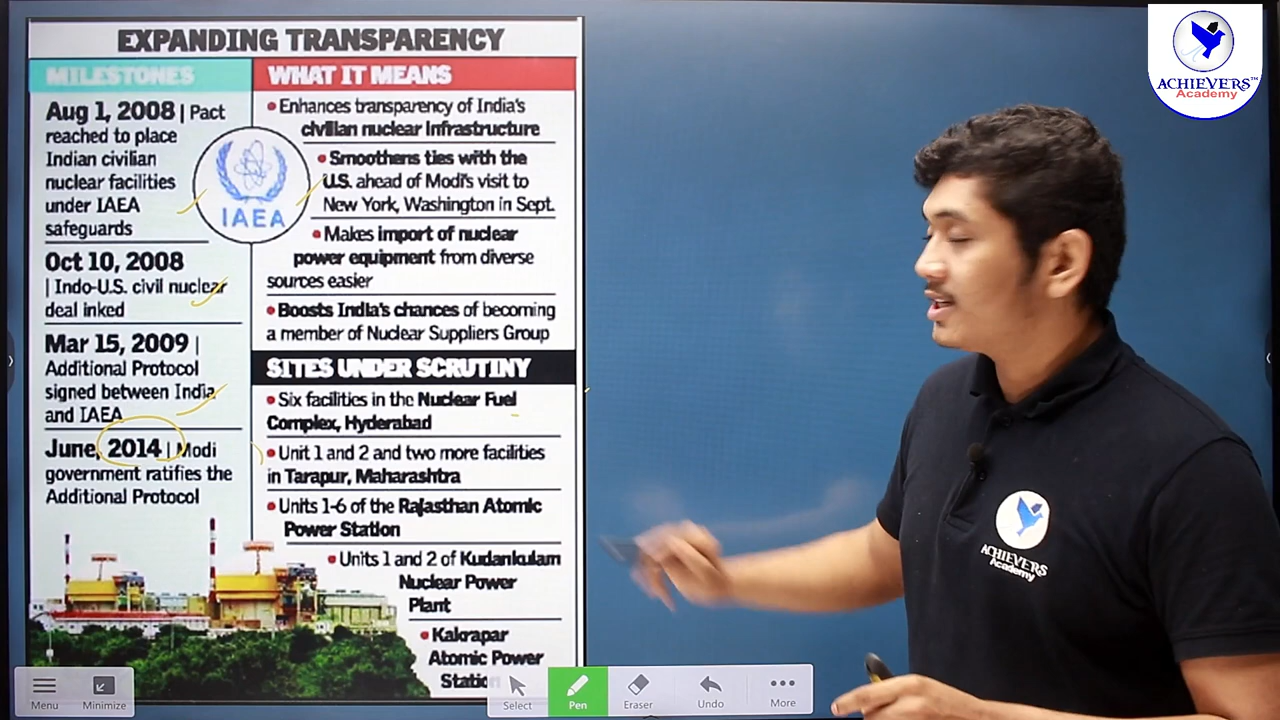 EXPANDING TRANSPARENCY
MILESTONES
Aug 1, 2008 | Pact
reached to place
Indian civilian
nuclear facilities
under IAEA
safeguards
Oct 10, 2008
| Indo-U.S. civil nuclear
deal inked
Mar 15, 2009 |
Additional Protocol
signed between India
and IAEA
June, 2014 | Modi
government ratifies the
Additional Protocol
IAEA
WHAT IT MEANS
• Enhances transparency of India's
civilian nuclear infrastructure
• Smoothens ties with the
U.S. ahead of Modi's visit to
New York, Washington in Sept.
• Makes import of nuclear
power equipment from diverse
sources easier
• Boosts India's chances of becoming
a member of Nuclear Suppliers Group
SITES UNDER SCRUTINY
• Six facilities in the Nuclear Fuel
Complex, Hyderabad
• Unit 1 and 2 and two more facilities
in Tarapur, Maharashtra
• Units 1-6 of the Rajasthan Atomic
Power Station
• Units 1 and 2 of Kudankulam
Nuclear Power
Plant
• Kakrapar
Atomic Power
Station
Menu
Minimize
Select
Pen
Eraser
Undo
More
ACHIEVERS™
Academy
ACHIEVERS
Academy